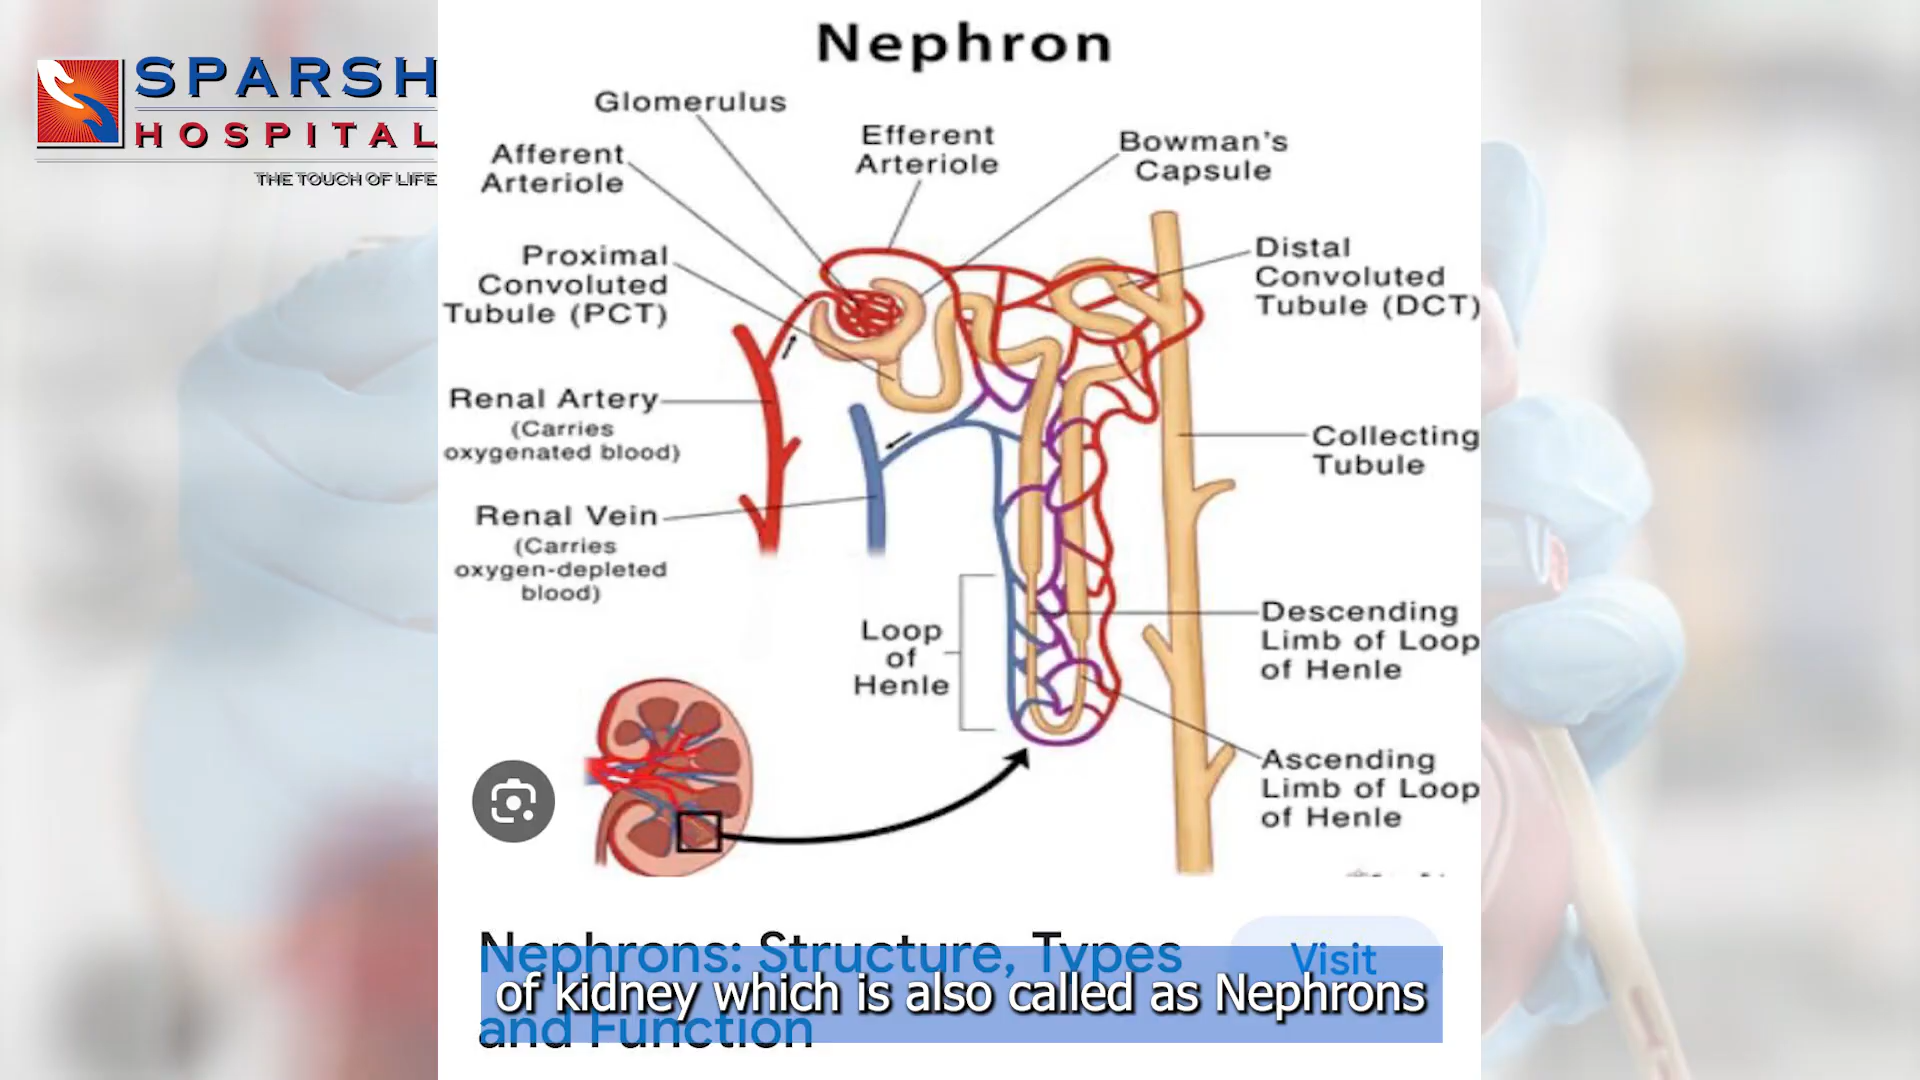 SPARSH
HOSPITAL
THE TOUCH OF LIFE
Nephron
Glomerulus
Afferent
Arteriole
Efferent
Arteriole
Bowman's
Capsule
Proximal
Convoluted
Tubule (PCT)
Distal
Convoluted
Tubule (DCT)
Renal Artery
(Carries
oxygenated blood)
Collecting
Tubule
Renal Vein
(Carries
oxygen-depleted
blood)
Loop
of
Henle
Descending
Limb of Loop
of Henle
Ascending
Limb of Loop
of Henle
Nephrons: Structure, Types
and Function
Visit
of kidney which is also called as Nephrons